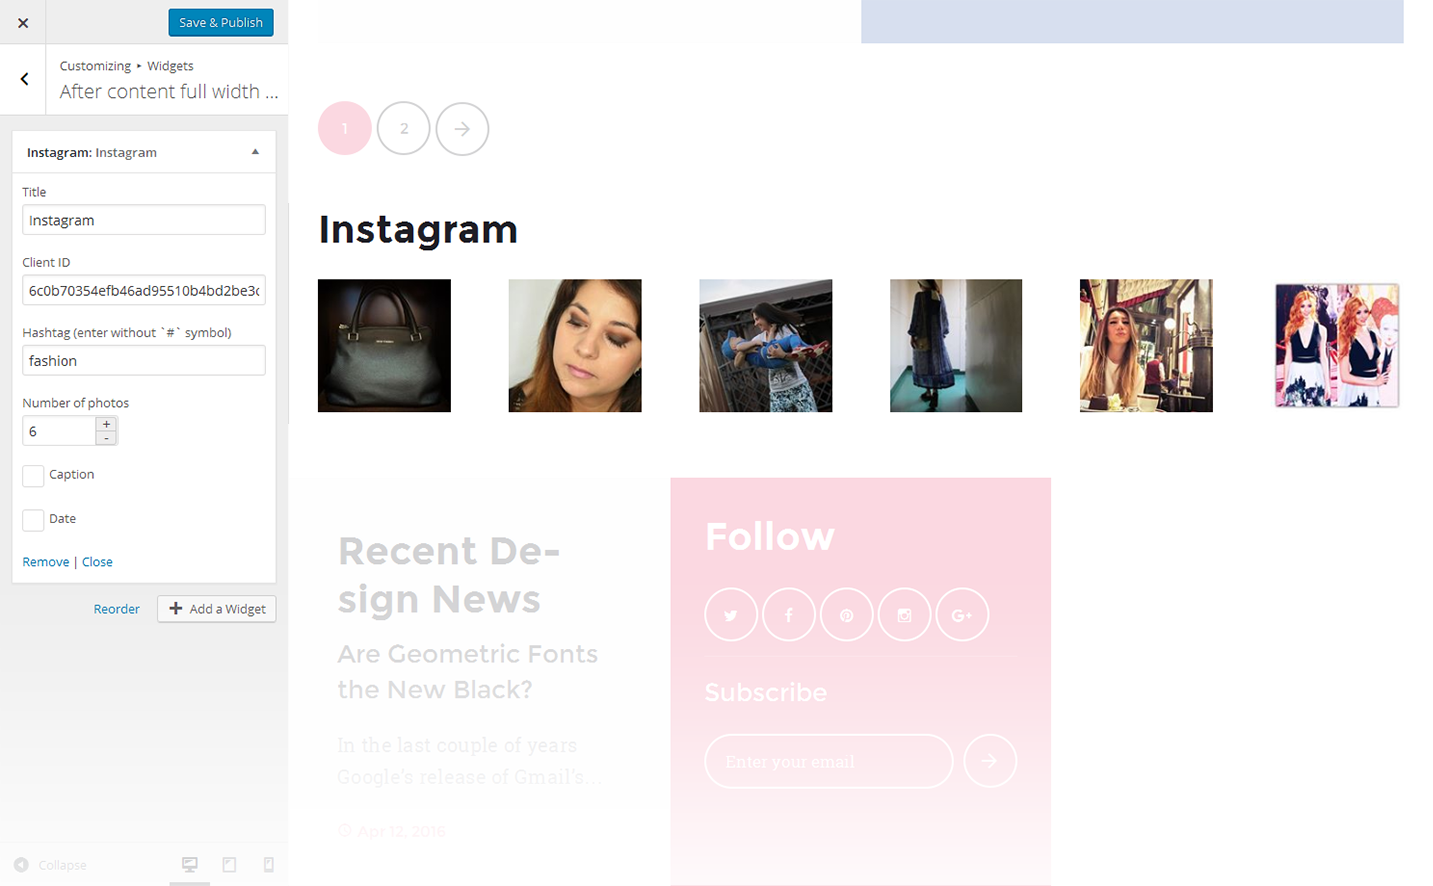 Save & Publish
Customizing ▸ Widgets
After content full width ...
Instagram: Instagram
Title
Instagram
Client ID
6c0b70354efb46ad95510b4bd2be3c
Hashtag (enter without `#` symbol)
fashion
Number of photos
6
+
-
Caption
Date
Remove | Close
Reorder
Add a Widget
Collapse
1
2
Instagram
Recent De-
sign News
Are Geometric Fonts
the New Black?
In the last couple of years
Google's release of Gmail's...
Apr 12, 2016
Follow
Subscribe
Enter your email